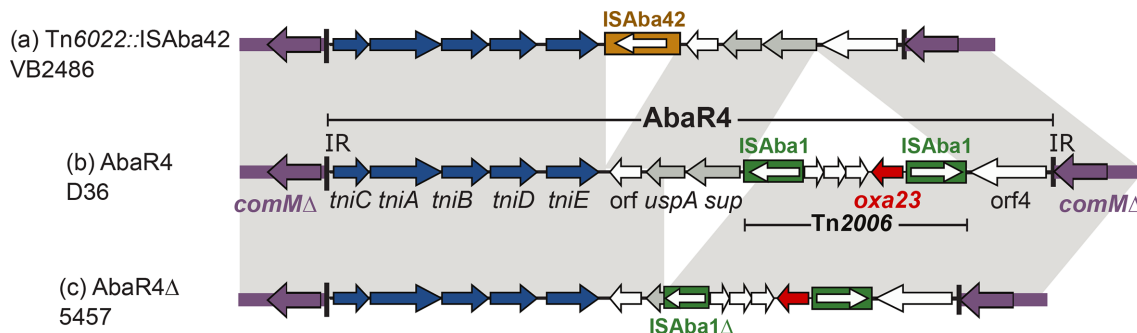 (a) Tn6022::ISAba42
VB2486
ISAba42
AbaR4
IR
IR
(b) AbaR4
D36
ISAba1
ISAba1
comMΔ
tniC
tniA
tniB
tniD
tniE
orf
uspA
sup
oxa23
orf4
comMΔ
Tn2006
(c) AbaR4Δ
5457
ISAba1Δ